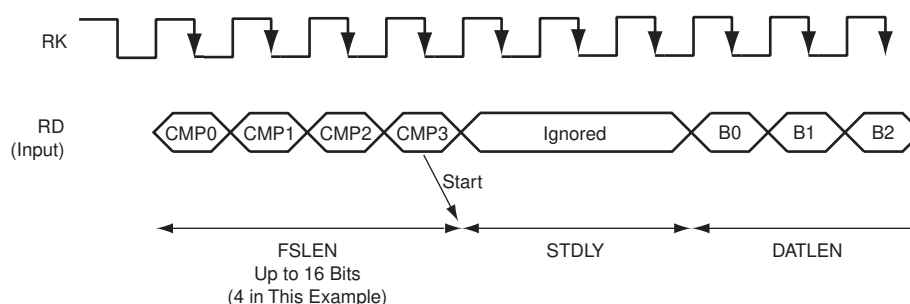 RK
RD
(Input)
CMP0 CMP1 CMP2 CMP3 Ignored B0 B1 B2
Start
FSLEN
Up to 16 Bits
(4 in This Example)
STDLY
DATLEN